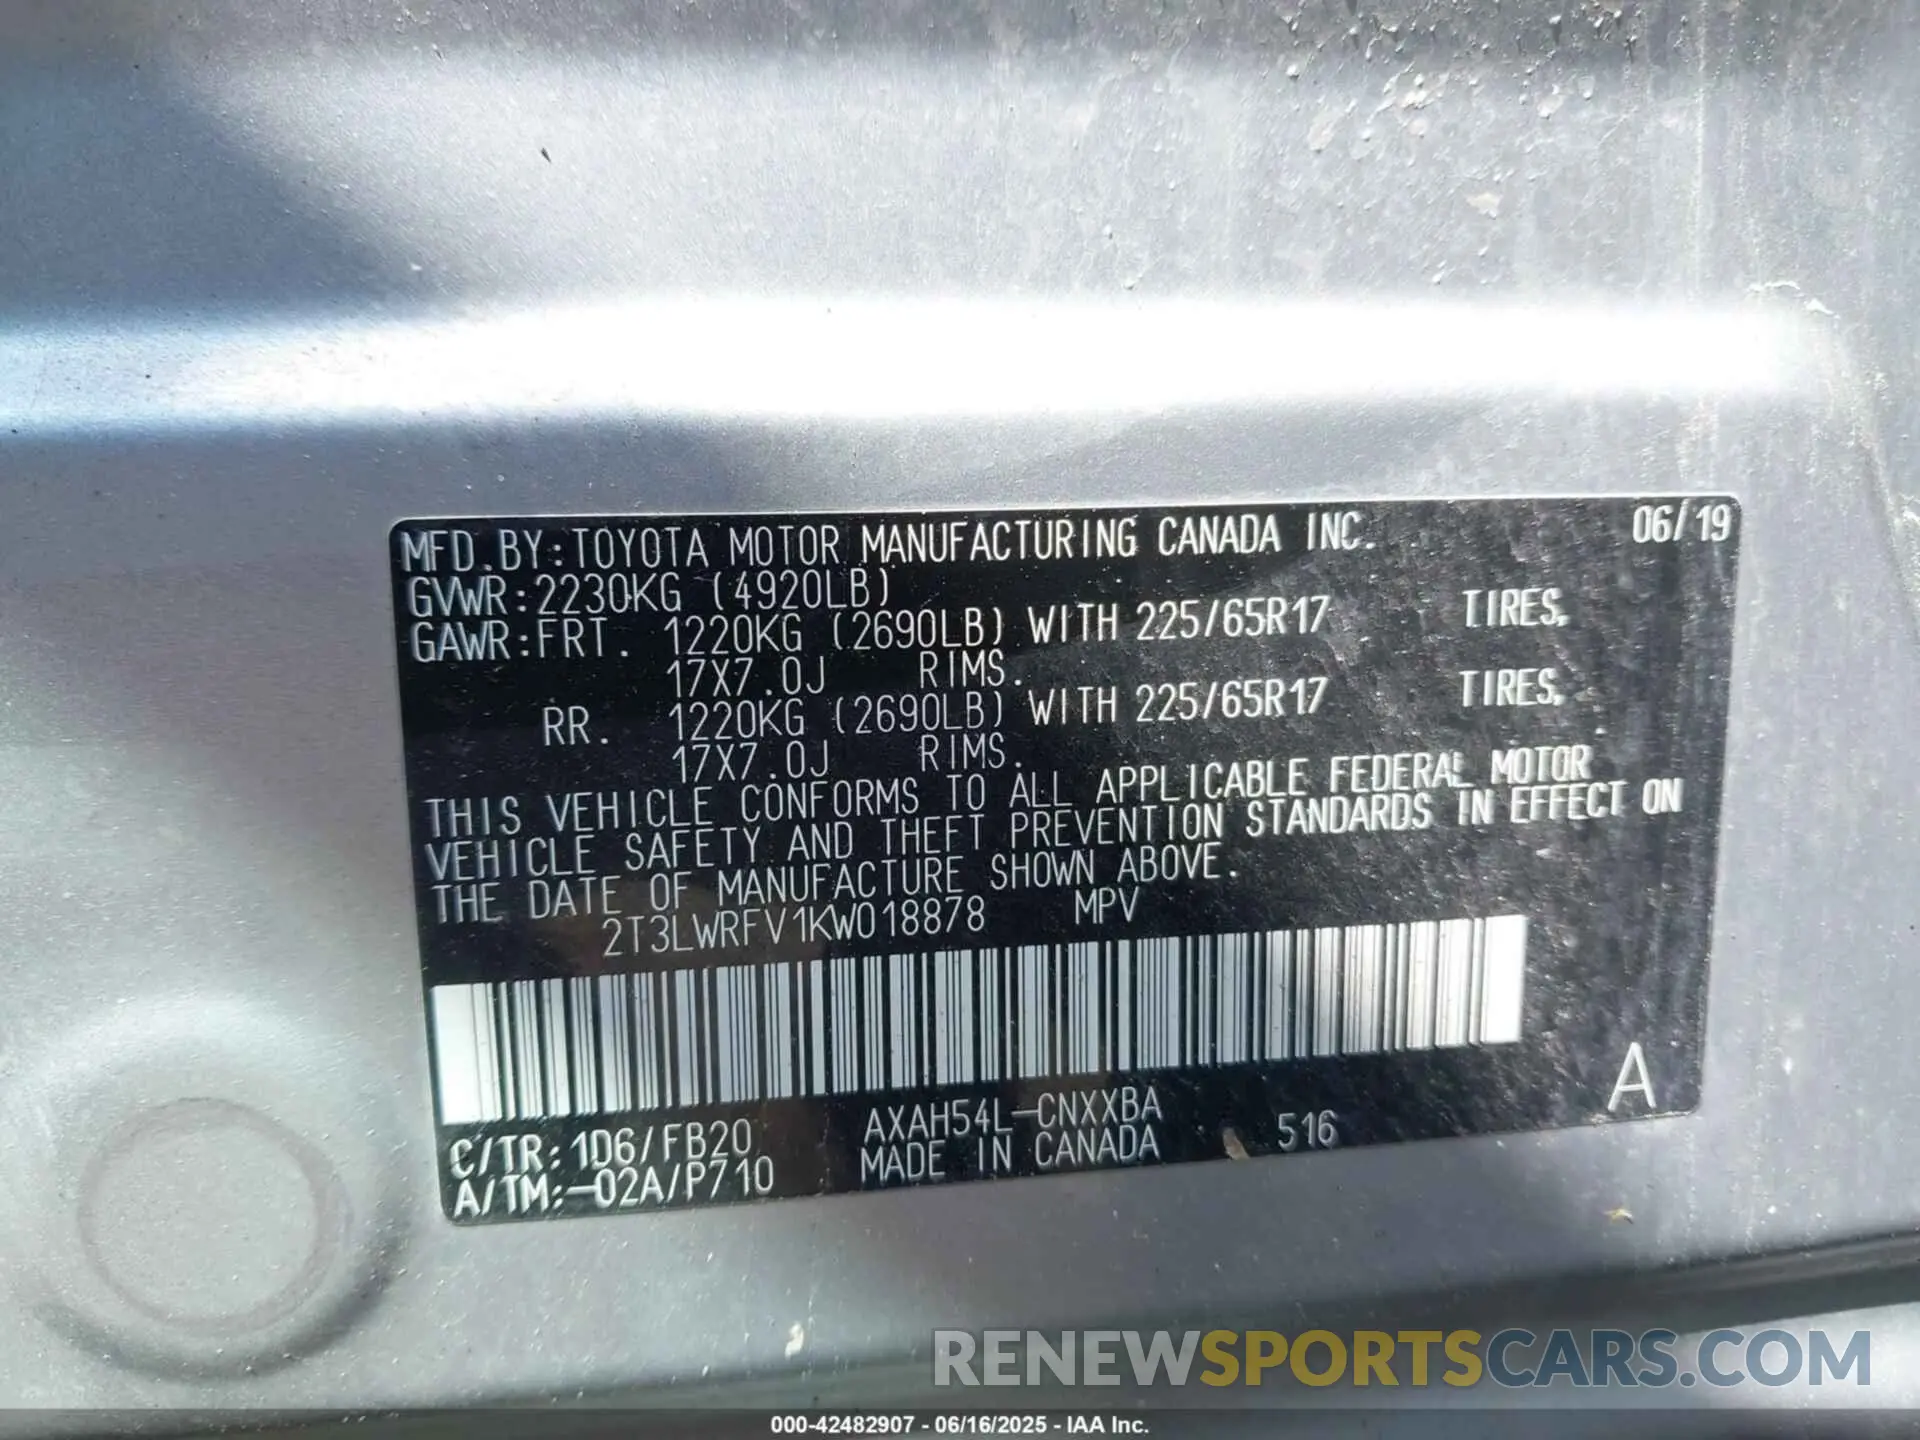 MFD.BY:TOYOTA MOTOR MANUFACTURING CANADA INC. 06/19
GVWR:2230KG (4920LB)
GAWR:FRT. 1220KG (2690LB) WITH 225/65R17 TIRES,
17X7.0J RIMS.
RR. 1220KG (2690LB) WITH 225/65R17 TIRES,
17X7.0J RIMS.
THIS VEHICLE CONFORMS TO ALL APPLICABLE FEDERAL MOTOR
VEHICLE SAFETY AND THEFT PREVENTION STANDARDS IN EFFECT ON
THE DATE OF MANUFACTURE SHOWN ABOVE.
2T3LWRFV1KW018878 MPV
C/TR:1D6/FB20 AXAH54L-CNXXBA 516 A
A/TM:-02A/P710 MADE IN CANADA
RENEWSPORTSCARS.COM
000-42482907 - 06/16/2025 - IAA Inc.